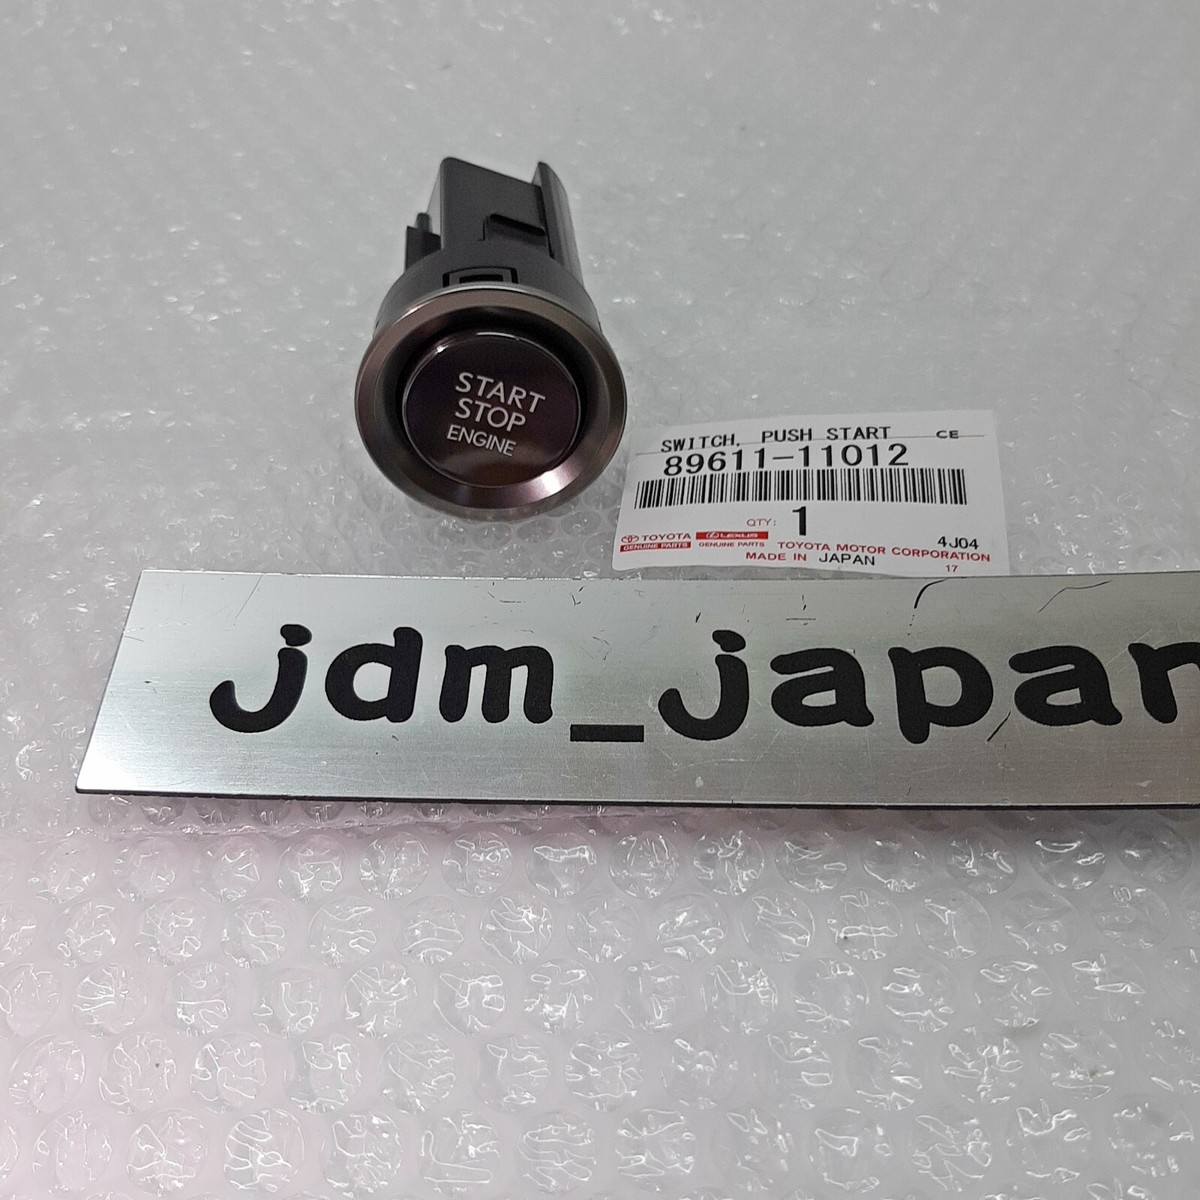 START
STOP
ENGINE
SWITCH, PUSH START CE
89611-11012
QTY: 1
TOYOTA
GENUINE PARTS
LEXUS
GENUINE PARTS
4J04
TOYOTA MOTOR CORPORATION
MADE IN JAPAN 17
jdm_japan